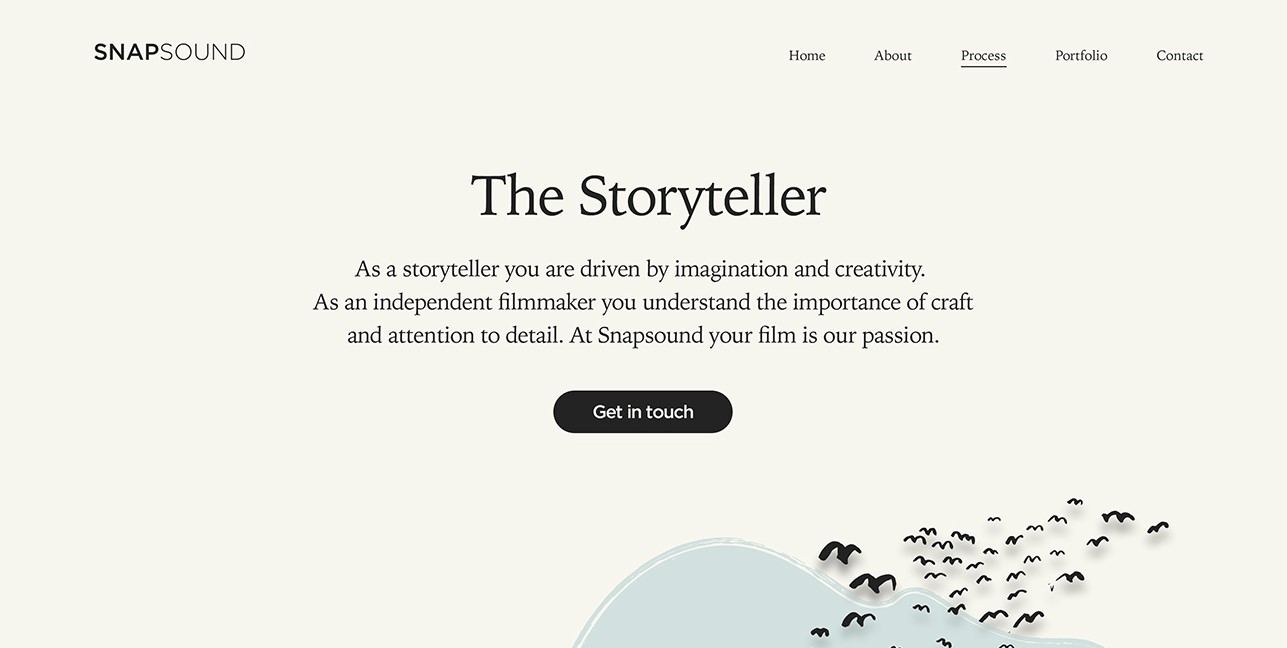 SNAPSOUND
Home About Process Portfolio Contact
The Storyteller
As a storyteller you are driven by imagination and creativity.
As an independent filmmaker you understand the importance of craft
and attention to detail. At Snapsound your film is our passion.
Get in touch